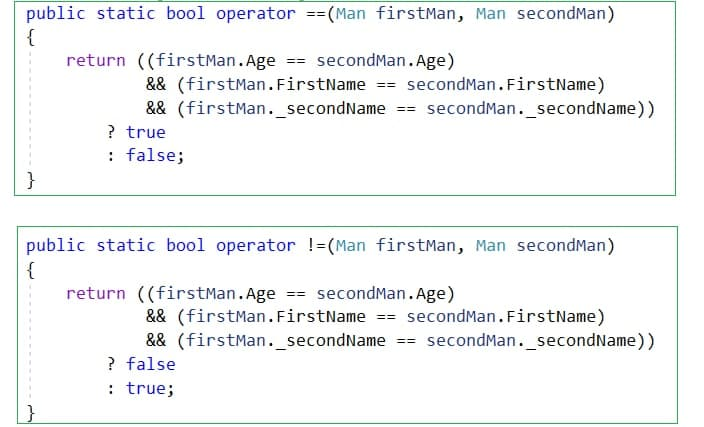 public static bool operator ==(Man firstMan, Man secondMan)
{
return ((firstMan.Age == secondMan.Age)
&& (firstMan.FirstName == secondMan.FirstName)
&& (firstMan._secondName == secondMan._secondName))
? true
: false;
}
public static bool operator !=(Man firstMan, Man secondMan)
{
return ((firstMan.Age == secondMan.Age)
&& (firstMan.FirstName == secondMan.FirstName)
&& (firstMan._secondName == secondMan._secondName))
? false
: true;
}